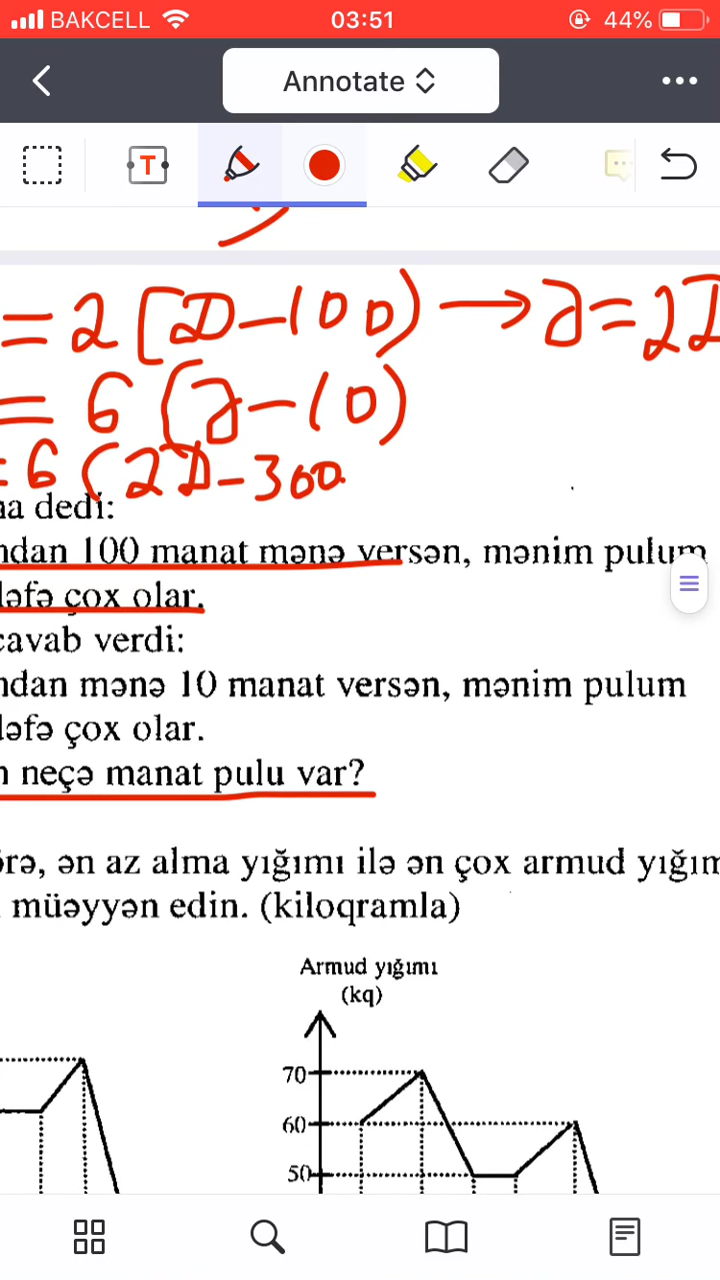 BAKCELL 03:51 44%
Annotate
T
= 2 (D-100) → A = 2D
= 6 (A-10)
= 6 (2D-300
na dedi:
ndan 100 manat mənə versən, mənim pulum
ləfə çox olar.
cavab verdi:
ndan mənə 10 manat versən, mənim pulum
ləfə çox olar.
n neçə manat pulu var?
örə, ən az alma yığımı ilə ən çox armud yığım
müəyyən edin. (kiloqramla)
Armud yığımı
(kq)
70
60
50